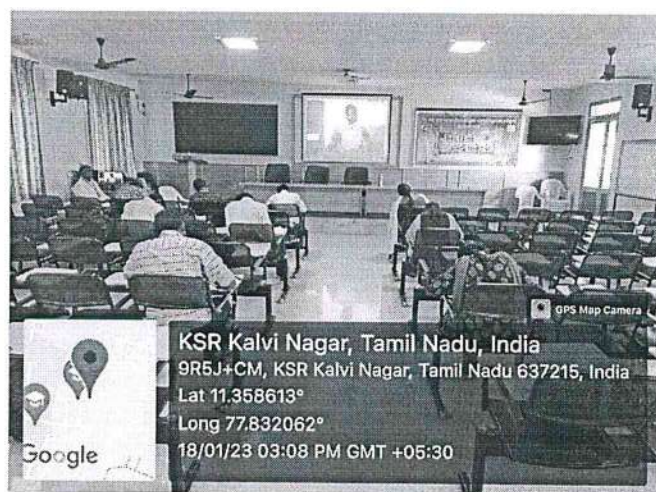 GPS Map Camera
KSR Kalvi Nagar, Tamil Nadu, India
9R5J+CM, KSR Kalvi Nagar, Tamil Nadu 637215, India
Lat 11.358613°
Long 77.832062°
18/01/23 03:08 PM GMT +05:30
Google